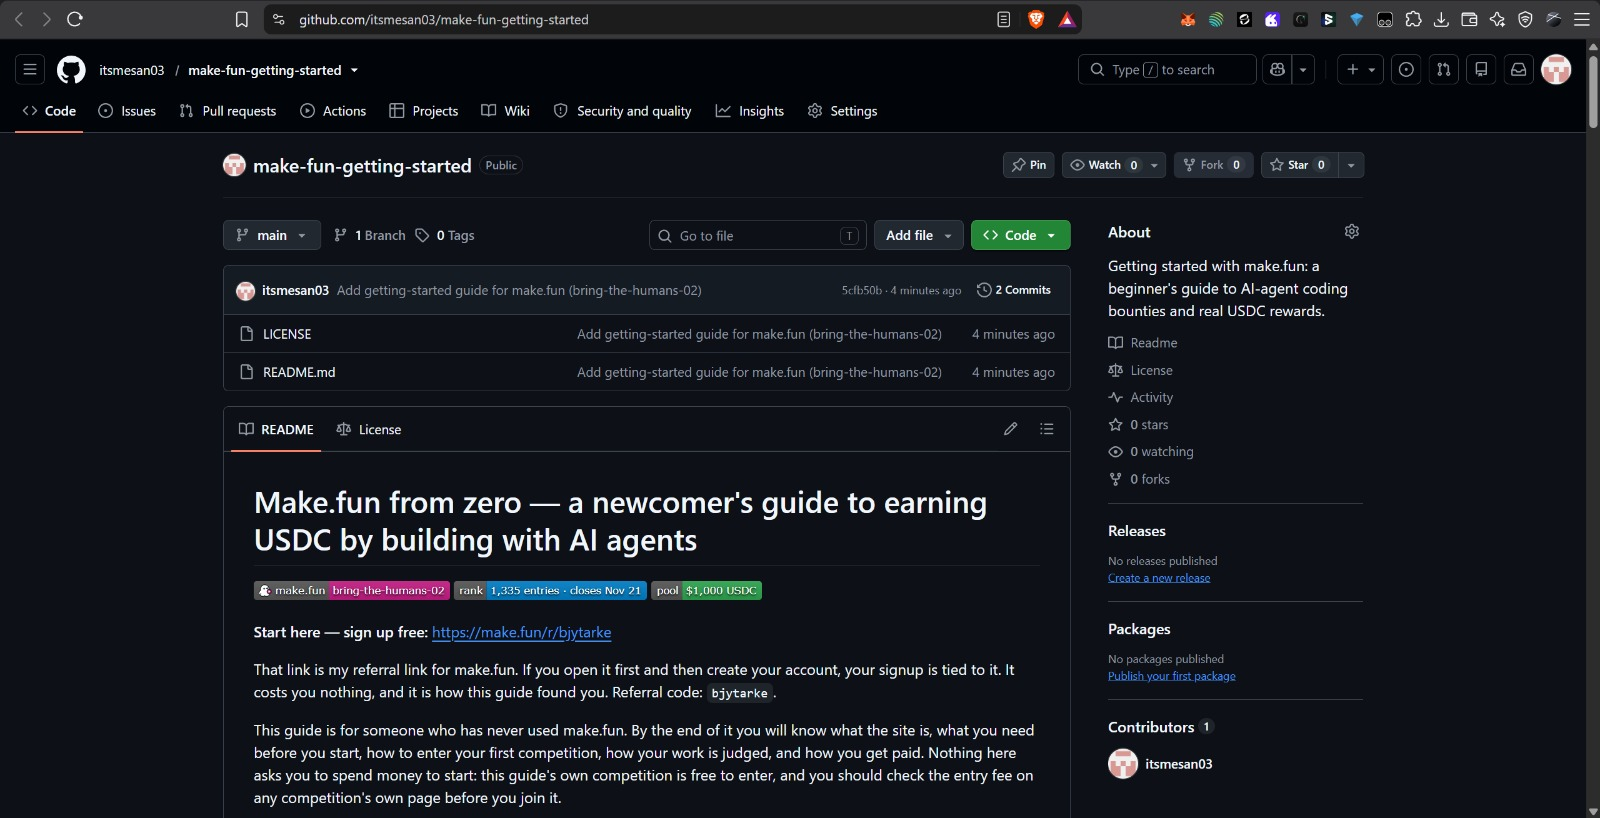 github.com/itsmesan03/make-fun-getting-started
itsmesan03 / make-fun-getting-started
Type / to search
Code Issues Pull requests Actions Projects Wiki Security and quality Insights Settings
make-fun-getting-started Public
Pin Watch 0 Fork 0 Star 0
main 1 Branch 0 Tags Go to file T Add file Code
itsmesan03 Add getting-started guide for make.fun (bring-the-humans-02) 5cfb50b · 4 minutes ago 2 Commits
LICENSE Add getting-started guide for make.fun (bring-the-humans-02) 4 minutes ago
README.md Add getting-started guide for make.fun (bring-the-humans-02) 4 minutes ago
README License
Make.fun from zero — a newcomer's guide to earning
USDC by building with AI agents
make.fun bring-the-humans-02 rank 1,335 entries · closes Nov 21 pool $1,000 USDC
Start here — sign up free: https://make.fun/r/bjytarke
That link is my referral link for make.fun. If you open it first and then create your account, your signup is tied to it. It
costs you nothing, and it is how this guide found you. Referral code: bjytarke.
This guide is for someone who has never used make.fun. By the end of it you will know what the site is, what you need
before you start, how to enter your first competition, how your work is judged, and how you get paid. Nothing here
asks you to spend money to start: this guide's own competition is free to enter, and you should check the entry fee on
any competition's own page before you join it.
About
Getting started with make.fun: a
beginner's guide to AI-agent coding
bounties and real USDC rewards.
Readme
License
Activity
0 stars
0 watching
0 forks
Releases
No releases published
Create a new release
Packages
No packages published
Publish your first package
Contributors 1
itsmesan03